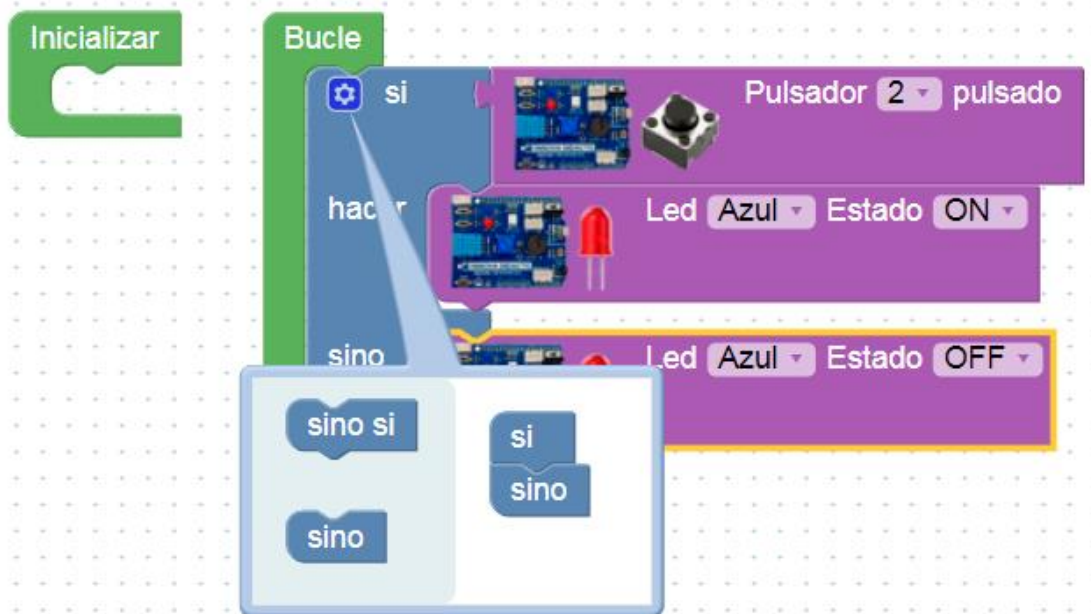 Inicializar
Bucle
si
Pulsador 2 pulsado
hacer
Led Azul Estado ON
sino
Led Azul Estado OFF
sino si
si
sino
sino